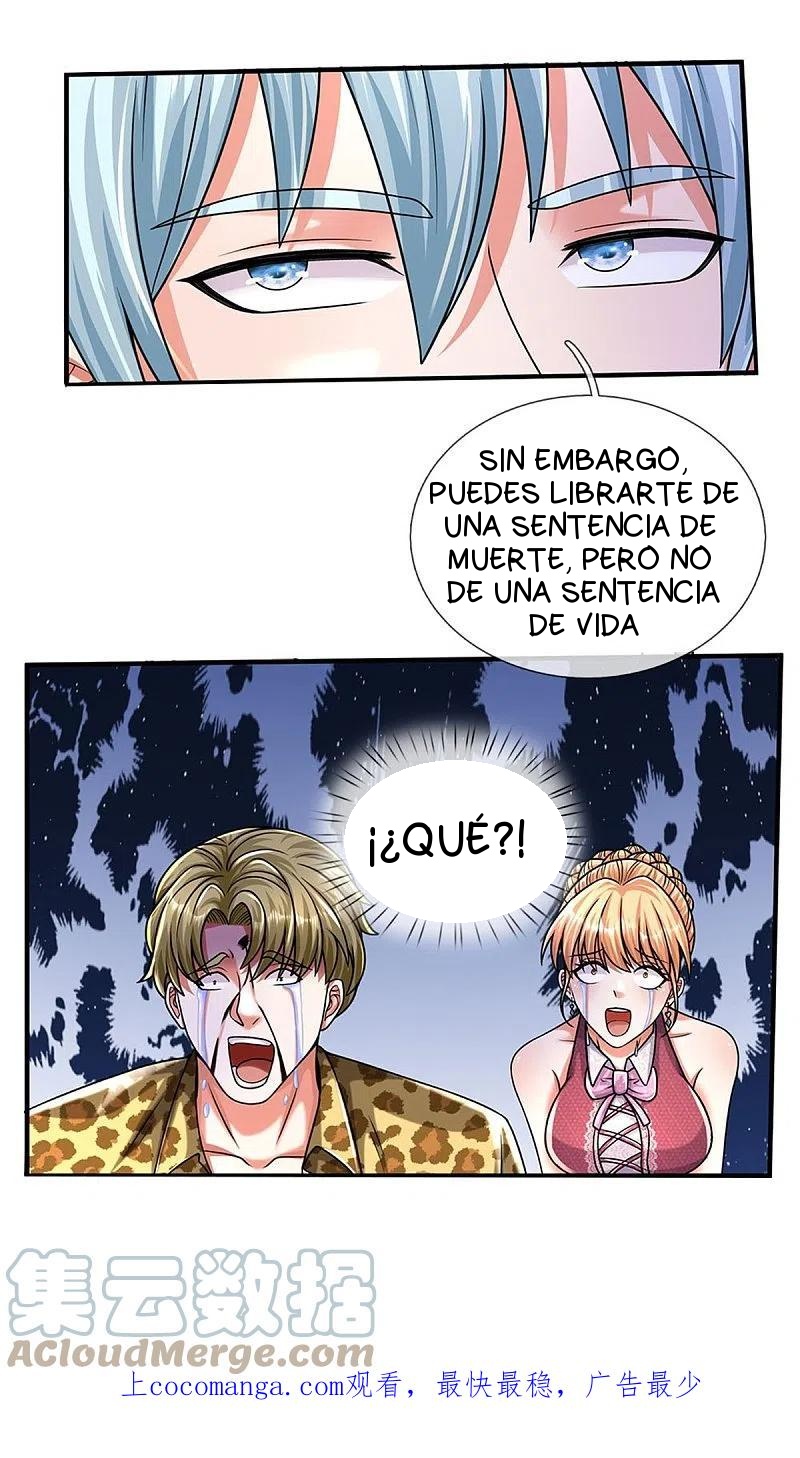 SIN EMBARGO,
PUEDES LIBRARTE DE
UNA SENTENCIA DE
MUERTE, PERO NO
DE UNA SENTENCIA
DE VIDA
¡¿QUÉ?!
集云数据
AcloudMerge.com
上cocomanga.com观看，最快最稳，广告最少